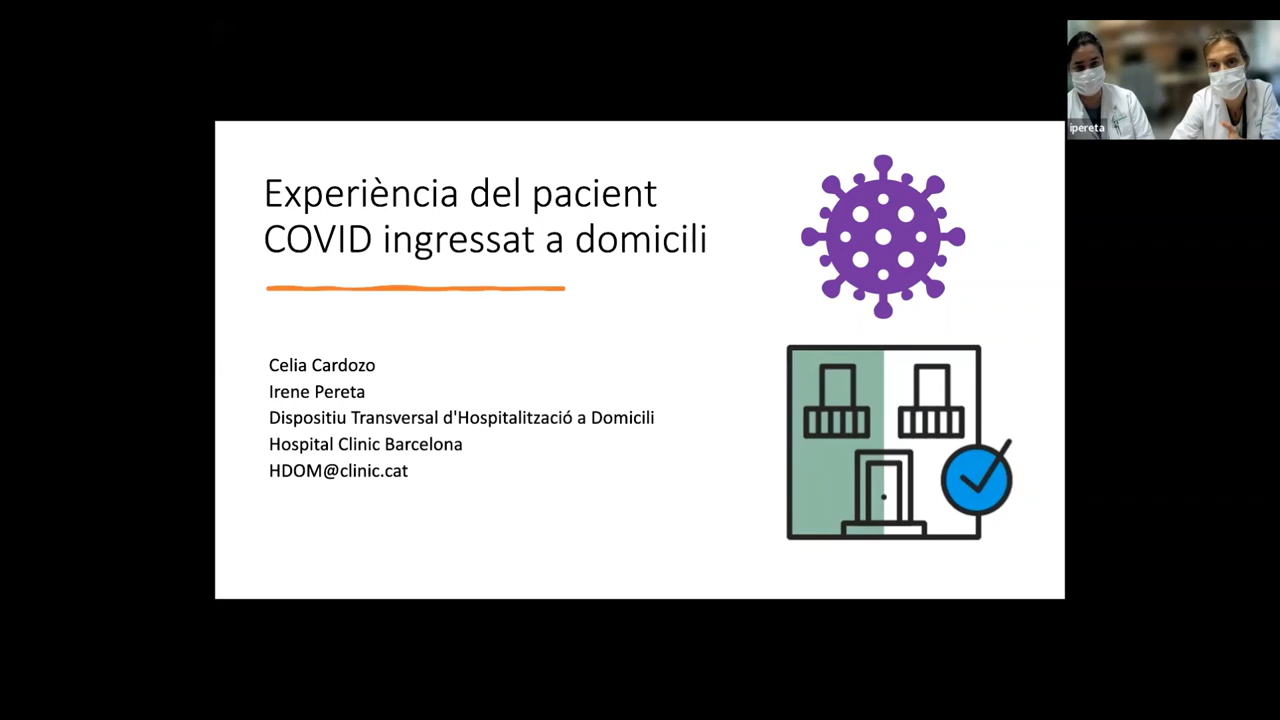 Experiència del pacient
COVID ingressat a domicili
Celia Cardozo
Irene Pereta
Dispositiu Transversal d'Hospitalització a Domicili
Hospital Clinic Barcelona
HDOM@clinic.cat
ipereta